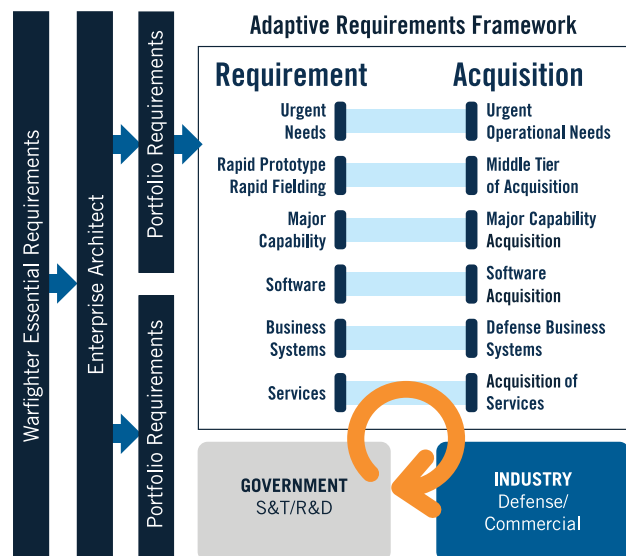 Warfighter Essential Requirements
Enterprise Architect
Portfolio Requirements
Portfolio Requirements
Adaptive Requirements Framework
Requirement
Acquisition
Urgent
Needs
Urgent
Operational Needs
Rapid Prototype
Rapid Fielding
Middle Tier
of Acquisition
Major
Capability
Major Capability
Acquisition
Software
Software
Acquisition
Business
Systems
Defense Business
Systems
Services
Acquisition of
Services
GOVERNMENT
S&T/R&D
INDUSTRY
Defense/
Commercial